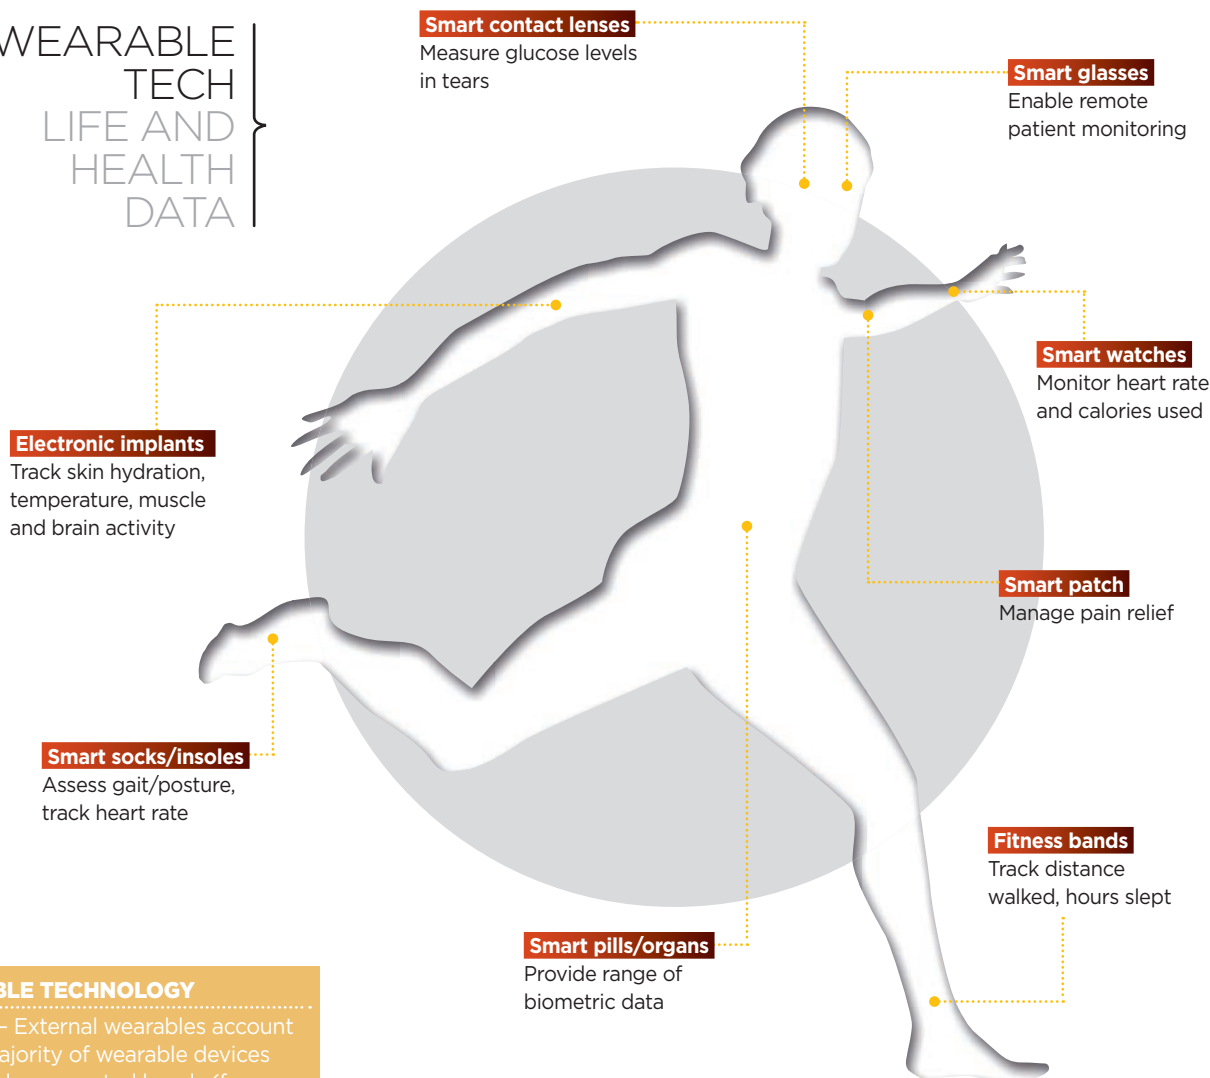 WEARABLE
TECH
LIFE AND
HEALTH
DATA
Smart contact lenses
Measure glucose levels
in tears
Smart glasses
Enable remote
patient monitoring
Smart watches
Monitor heart rate
and calories used
Electronic implants
Track skin hydration,
temperature, muscle
and brain activity
Smart patch
Manage pain relief
Smart socks/insoles
Assess gait/posture,
track heart rate
Fitness bands
Track distance
walked, hours slept
Smart pills/organs
Provide range of
biometric data
BLE TECHNOLOGY
– External wearables account
ajority of wearable devices